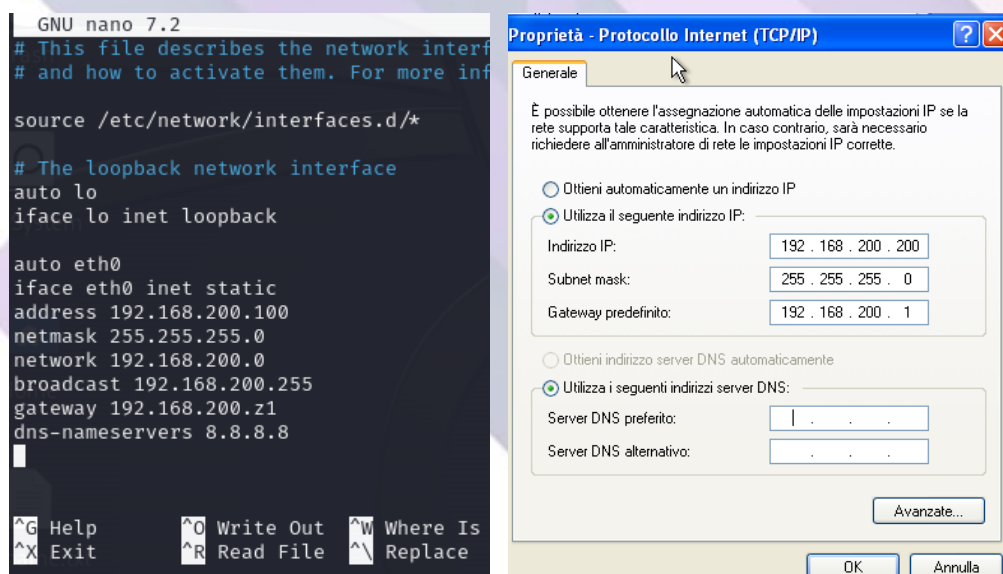 GNU nano 7.2
# This file describes the network interf
# and how to activate them. For more inf
source /etc/network/interfaces.d/*
# The loopback network interface
auto lo
iface lo inet loopback
auto eth0
iface eth0 inet static
address 192.168.200.100
netmask 255.255.255.0
network 192.168.200.0
broadcast 192.168.200.255
gateway 192.168.200.z1
dns-nameservers 8.8.8.8
^G Help ^O Write Out ^W Where Is
^X Exit ^R Read File ^\ Replace
Proprietà - Protocollo Internet (TCP/IP)
Generale
È possibile ottenere l'assegnazione automatica delle impostazioni IP se la
rete supporta tale caratteristica. In caso contrario, sarà necessario
richiedere all'amministratore di rete le impostazioni IP corrette.
Ottieni automaticamente un indirizzo IP
Utilizza il seguente indirizzo IP:
Indirizzo IP: 192 . 168 . 200 . 200
Subnet mask: 255 . 255 . 255 . 0
Gateway predefinito: 192 . 168 . 200 . 1
Ottieni indirizzo server DNS automaticamente
Utilizza i seguenti indirizzi server DNS:
Server DNS preferito: . . .
Server DNS alternativo: . . .
Avanzate...
OK Annulla